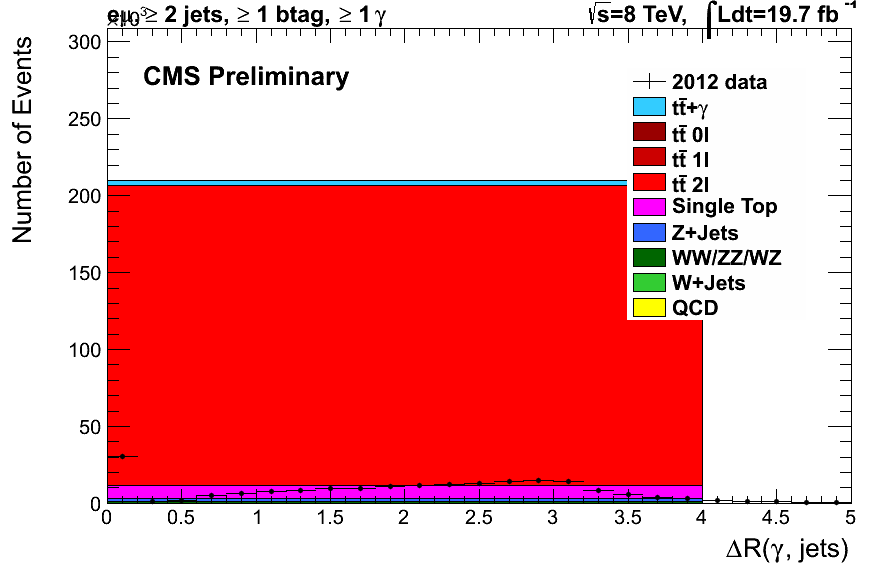 eμ, ≥ 2 jets, ≥ 1 btag, ≥ 1 γ
√s=8 TeV, ∫Ldt=19.7 fb⁻¹
×10³
CMS Preliminary
Number of Events
300
250
200
150
100
50
0
2012 data
tt̄+γ
tt̄ 0l
tt̄ 1l
tt̄ 2l
Single Top
Z+Jets
WW/ZZ/WZ
W+Jets
QCD
0 0.5 1 1.5 2 2.5 3 3.5 4 4.5 5
ΔR(γ, jets)